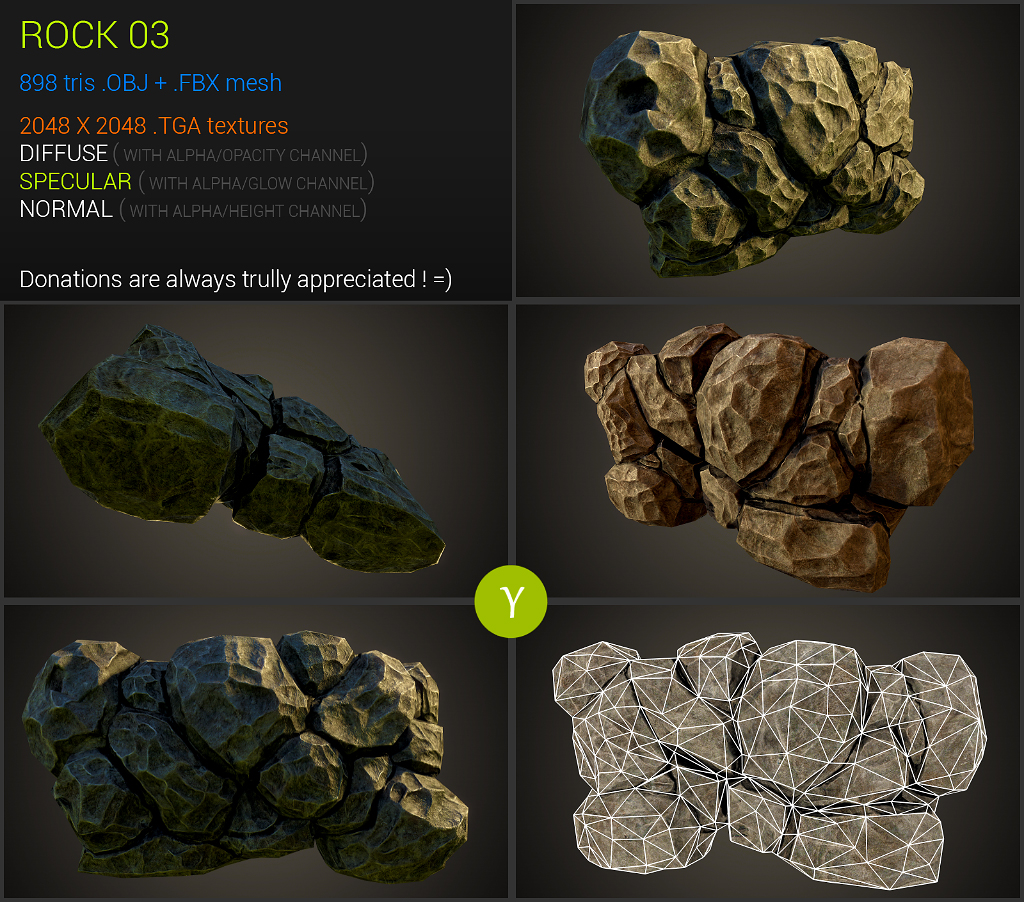 ROCK 03
898 tris .OBJ + .FBX mesh
2048 X 2048 .TGA textures
DIFFUSE ( WITH ALPHA/OPACITY CHANNEL)
SPECULAR ( WITH ALPHA/GLOW CHANNEL)
NORMAL ( WITH ALPHA/HEIGHT CHANNEL)
Donations are always trully appreciated ! =)
Y